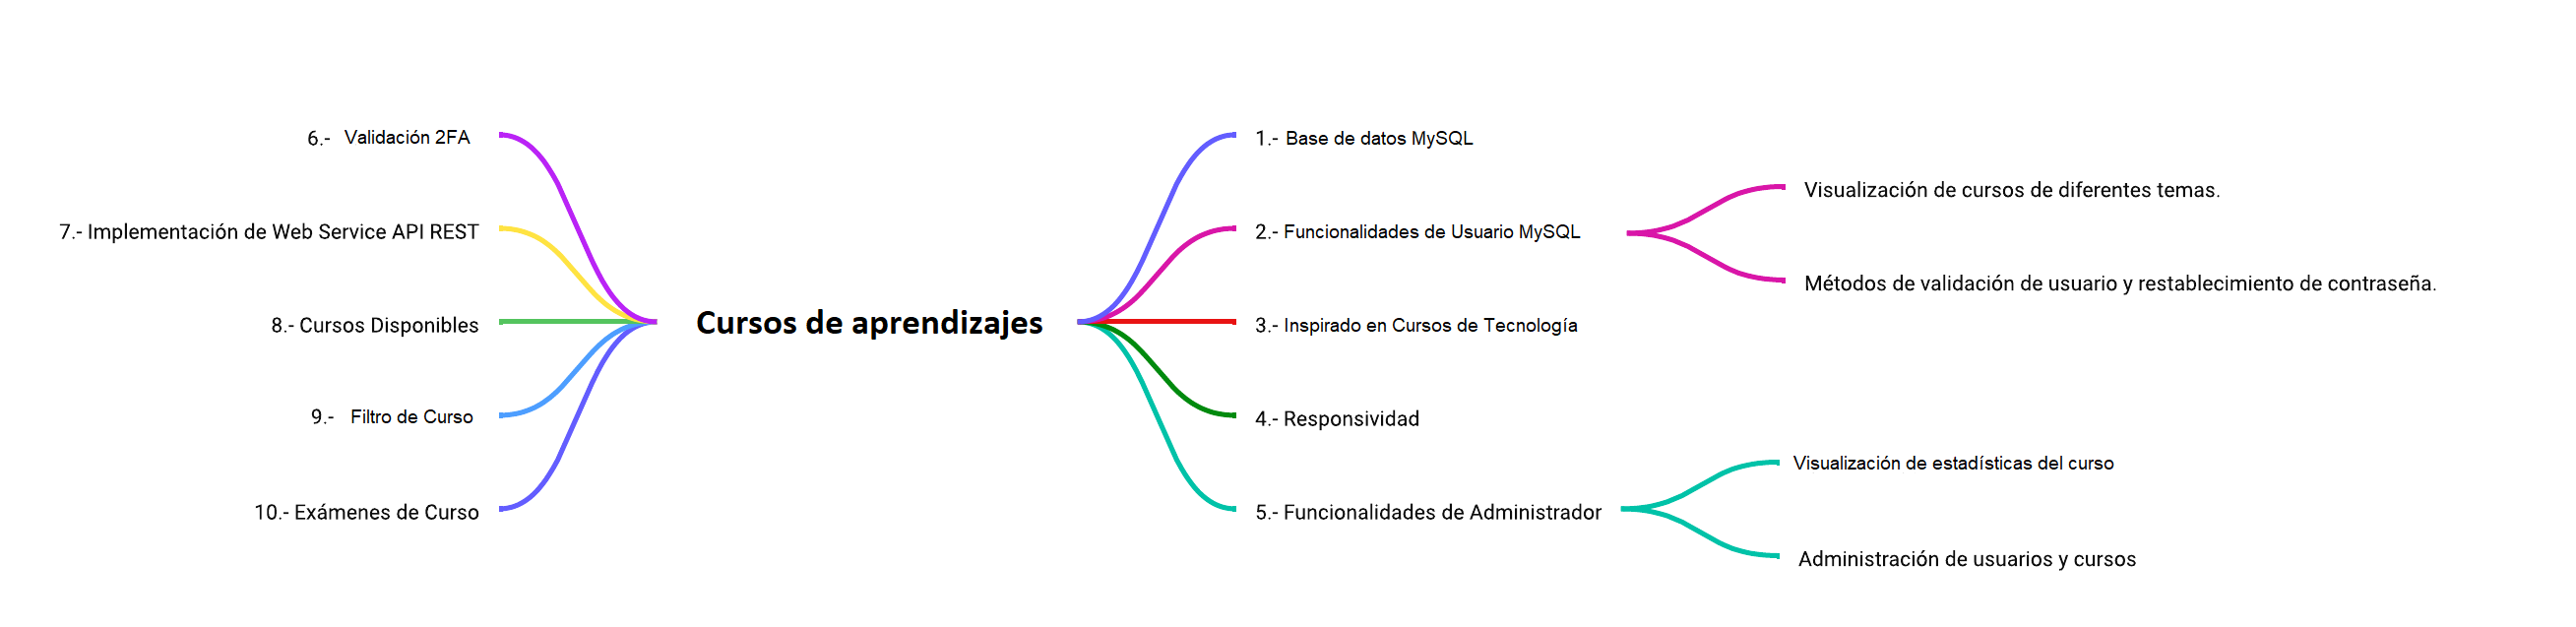 Cursos de aprendizajes
1.- Base de datos MySQL
2.- Funcionalidades de Usuario MySQL
Visualización de cursos de diferentes temas.
Métodos de validación de usuario y restablecimiento de contraseña.
3.- Inspirado en Cursos de Tecnología
4.- Responsividad
5.- Funcionalidades de Administrador
Visualización de estadísticas del curso
Administración de usuarios y cursos
6.- Validación 2FA
7.- Implementación de Web Service API REST
8.- Cursos Disponibles
9.- Filtro de Curso
10.- Exámenes de Curso